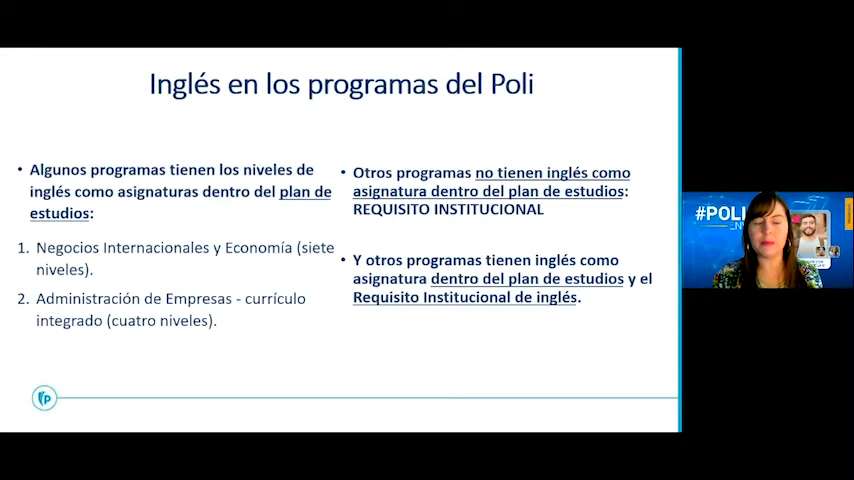 Inglés en los programas del Poli
• Algunos programas tienen los niveles de
inglés como asignaturas dentro del plan de
estudios:
1. Negocios Internacionales y Economía (siete
niveles).
2. Administración de Empresas - currículo
integrado (cuatro niveles).
• Otros programas no tienen inglés como
asignatura dentro del plan de estudios:
REQUISITO INSTITUCIONAL
• Y otros programas tienen inglés como
asignatura dentro del plan de estudios y el
Requisito Institucional de inglés.
P
#POLI